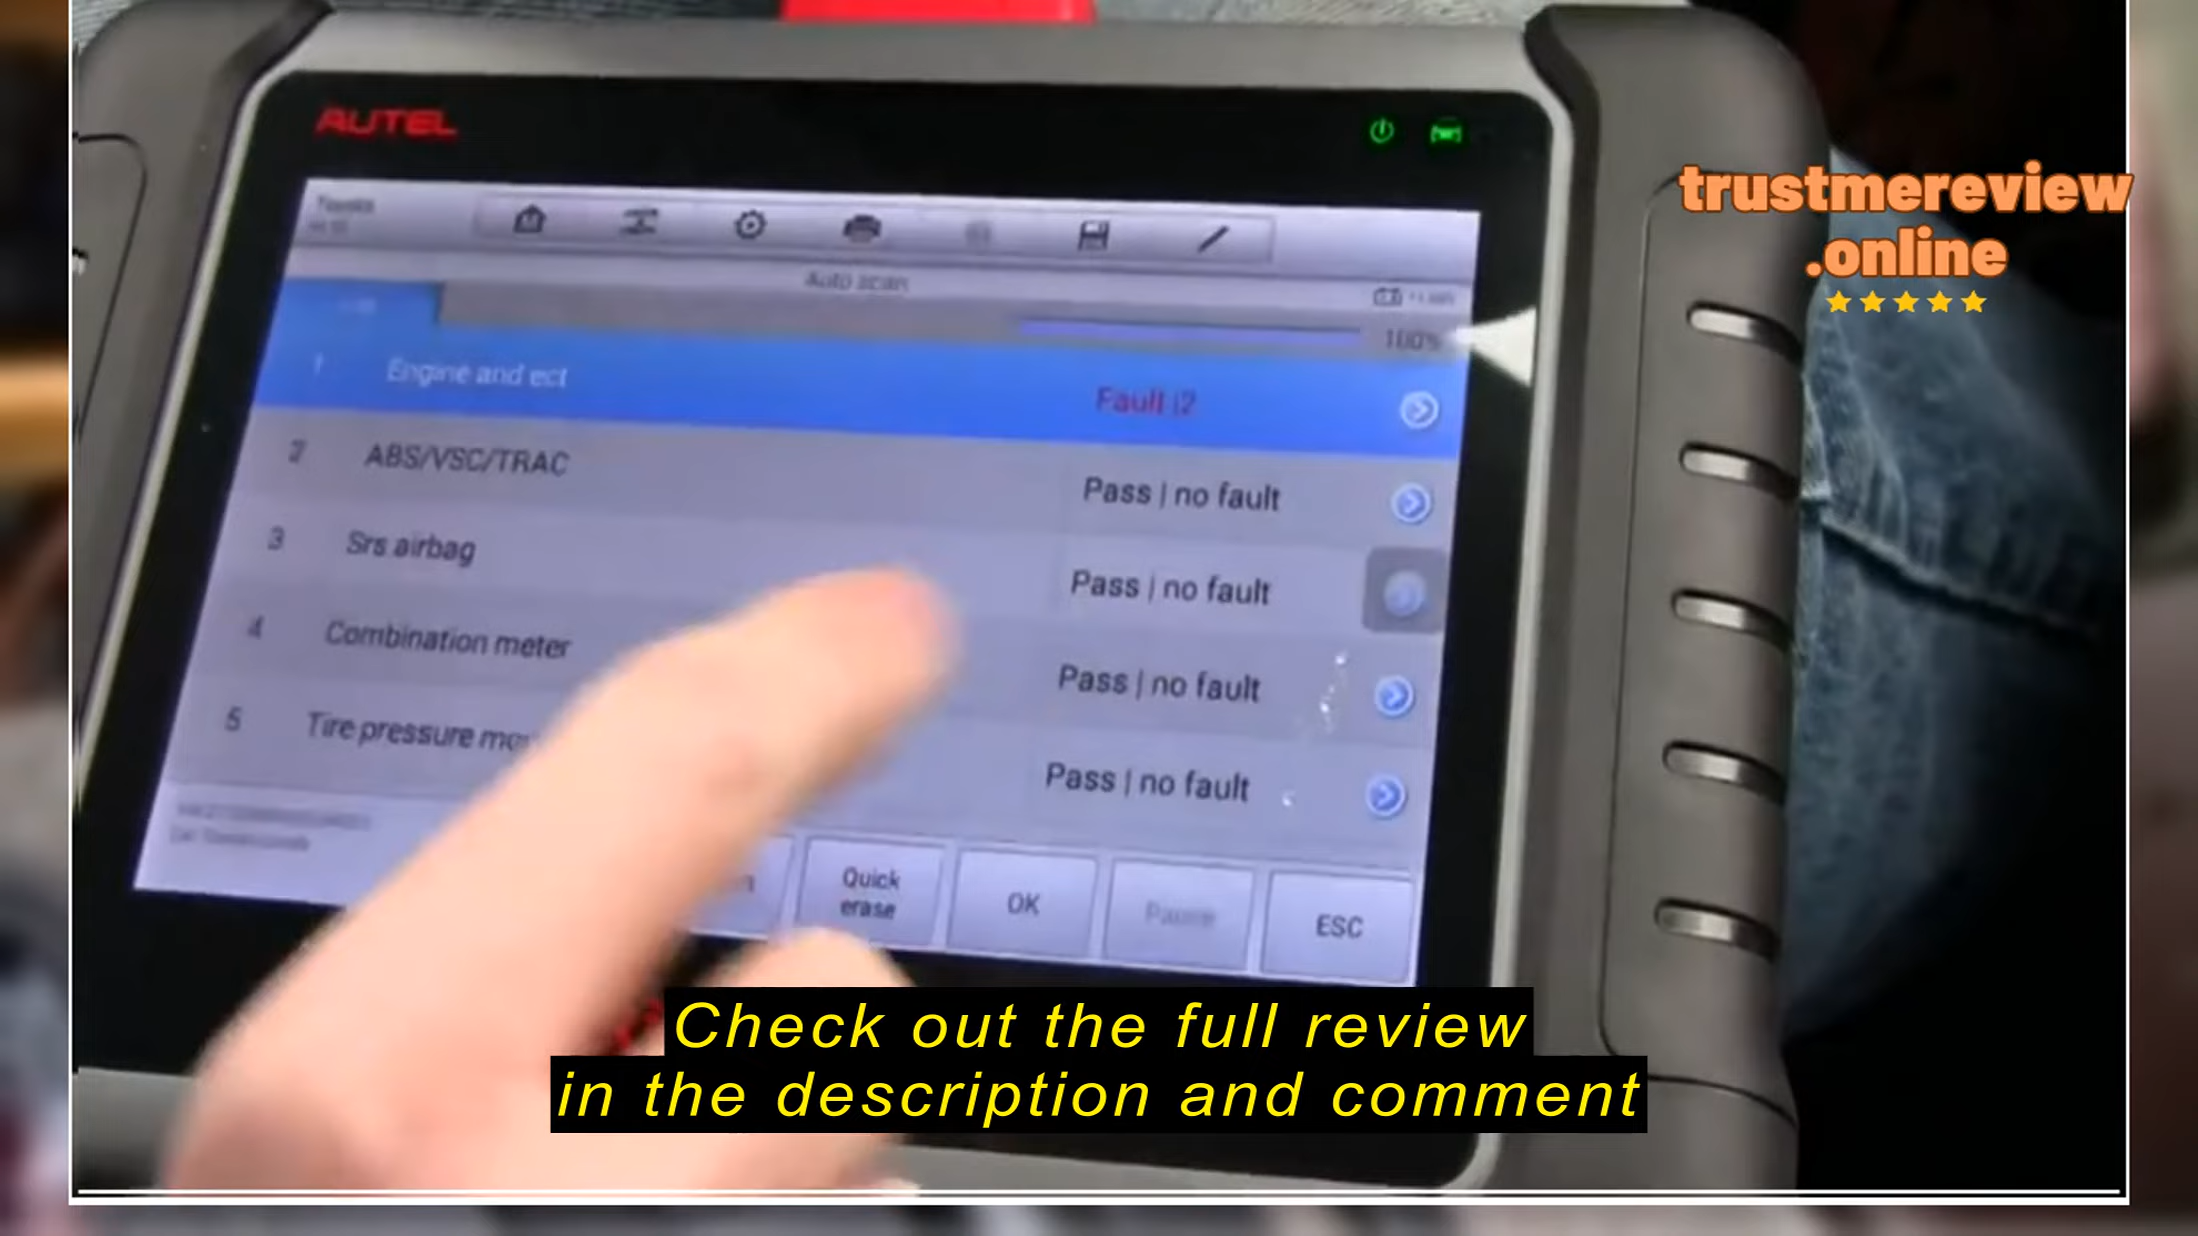 AUTEL
trustmereview
.online
Auto scan
100%
1 Engine and ect Fault |2
2 ABS/VSC/TRAC Pass | no fault
3 Srs airbag Pass | no fault
4 Combination meter Pass | no fault
5 Tire pressure Pass | no fault
Quick
erase
OK
Pause
ESC
Check out the full review
in the description and comment